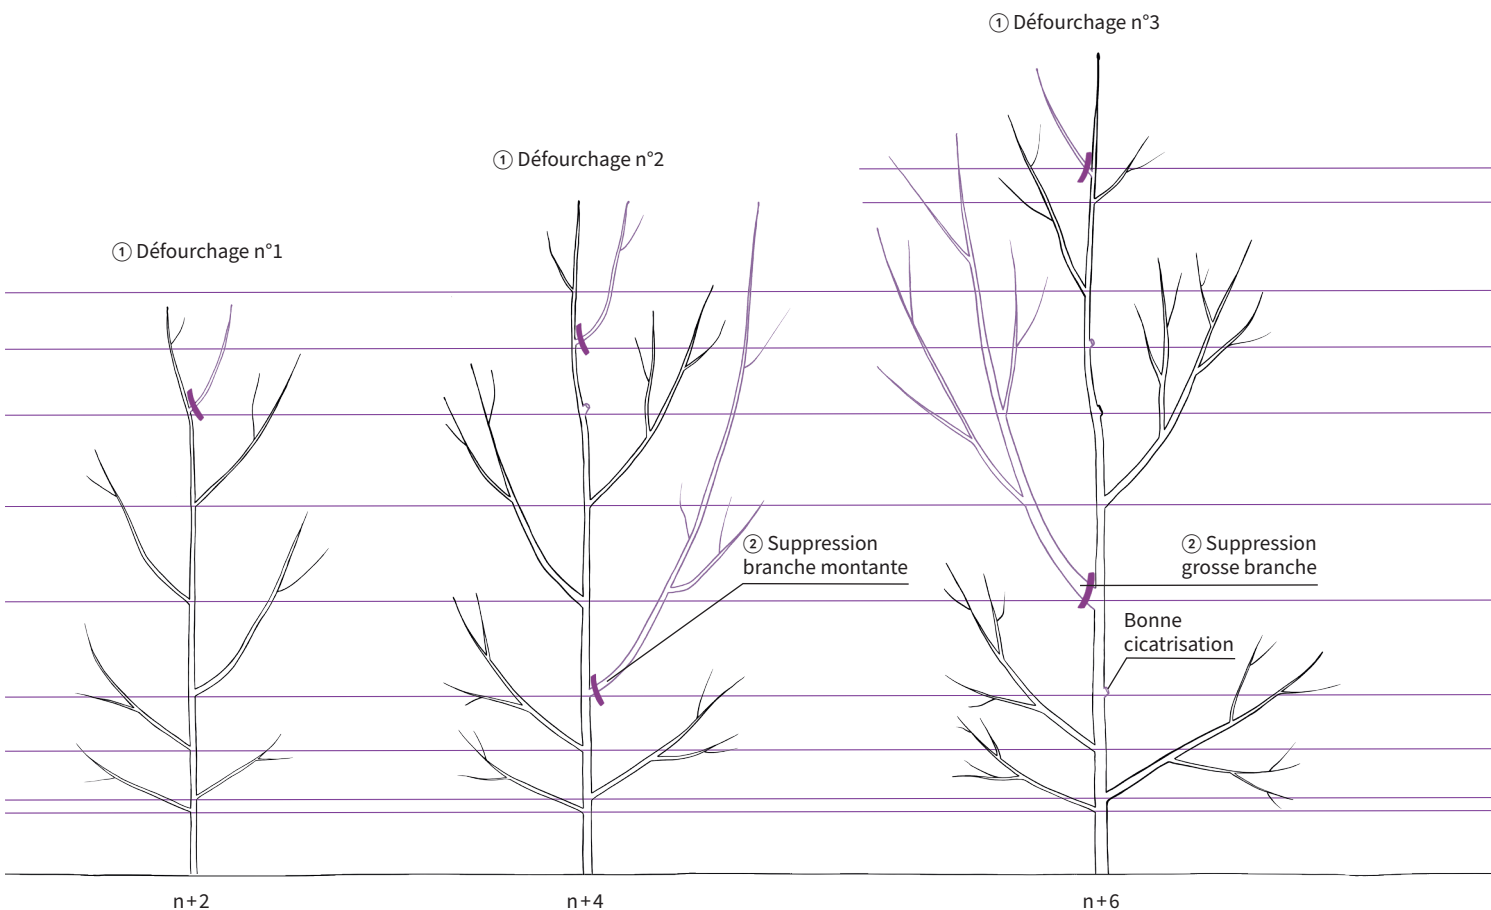 ① Défourchage n°3
① Défourchage n°2
① Défourchage n°1
② Suppression
branche montante
② Suppression
grosse branche
Bonne
cicatrisation
n+2
n+4
n+6